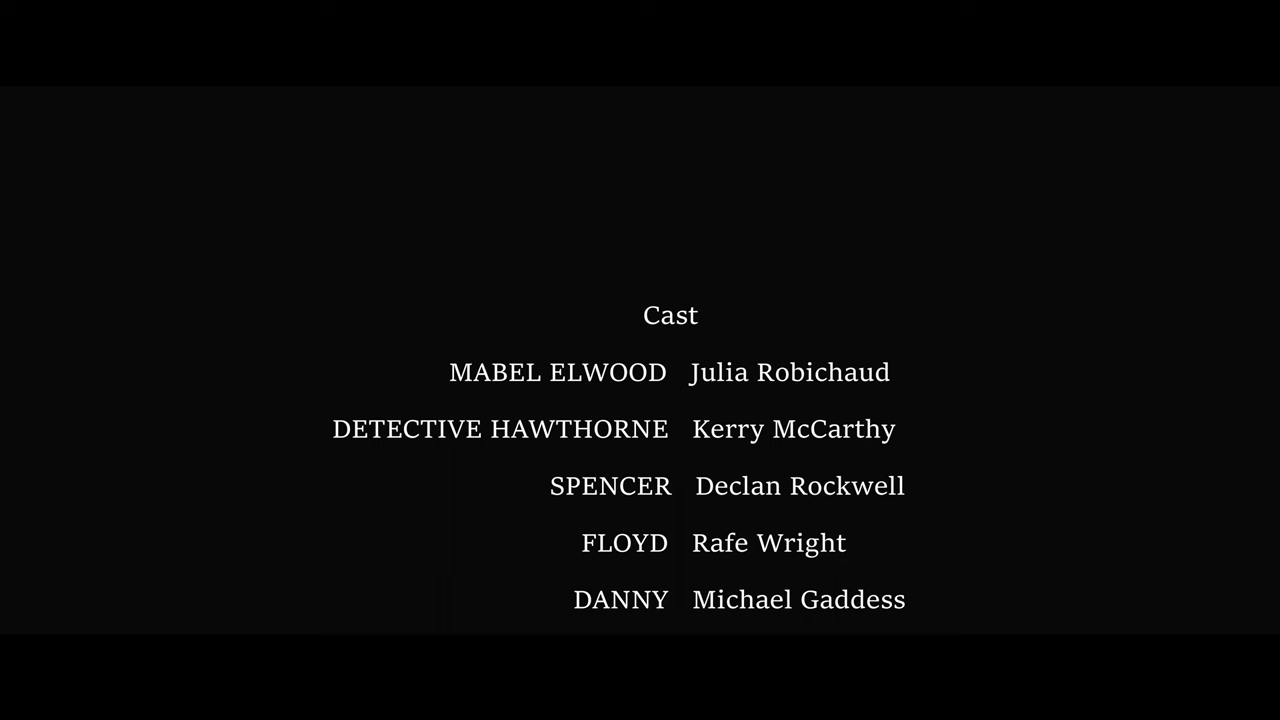 Cast
MABEL ELWOOD Julia Robichaud
DETECTIVE HAWTHORNE Kerry McCarthy
SPENCER Declan Rockwell
FLOYD Rafe Wright
DANNY Michael Gaddess